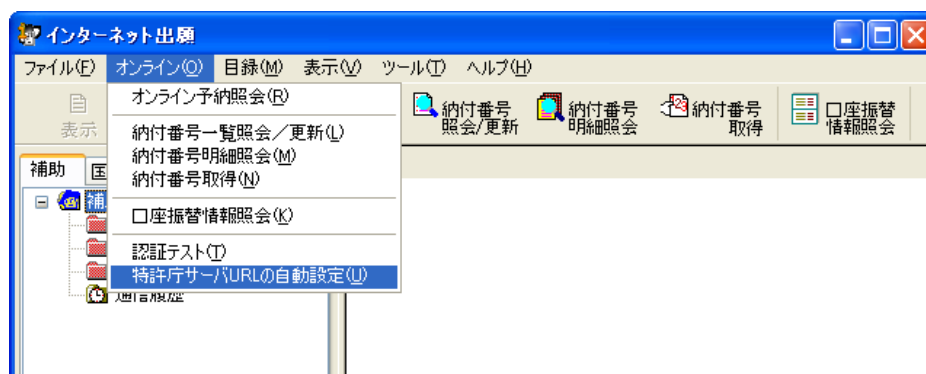 インターネット出願
ファイル(F) オンライン(O) 目録(M) 表示(V) ツール(T) ヘルプ(H)
表示
オンライン予納照会(R)
納付番号一覧照会／更新(L)
納付番号明細照会(M)
納付番号取得(N)
口座振替情報照会(K)
認証テスト(T)
特許庁サーバURLの自動設定(U)
納付番号
照会/更新
納付番号
明細照会
納付番号
取得
口座振替
情報照会
補助
国
補
通信履歴